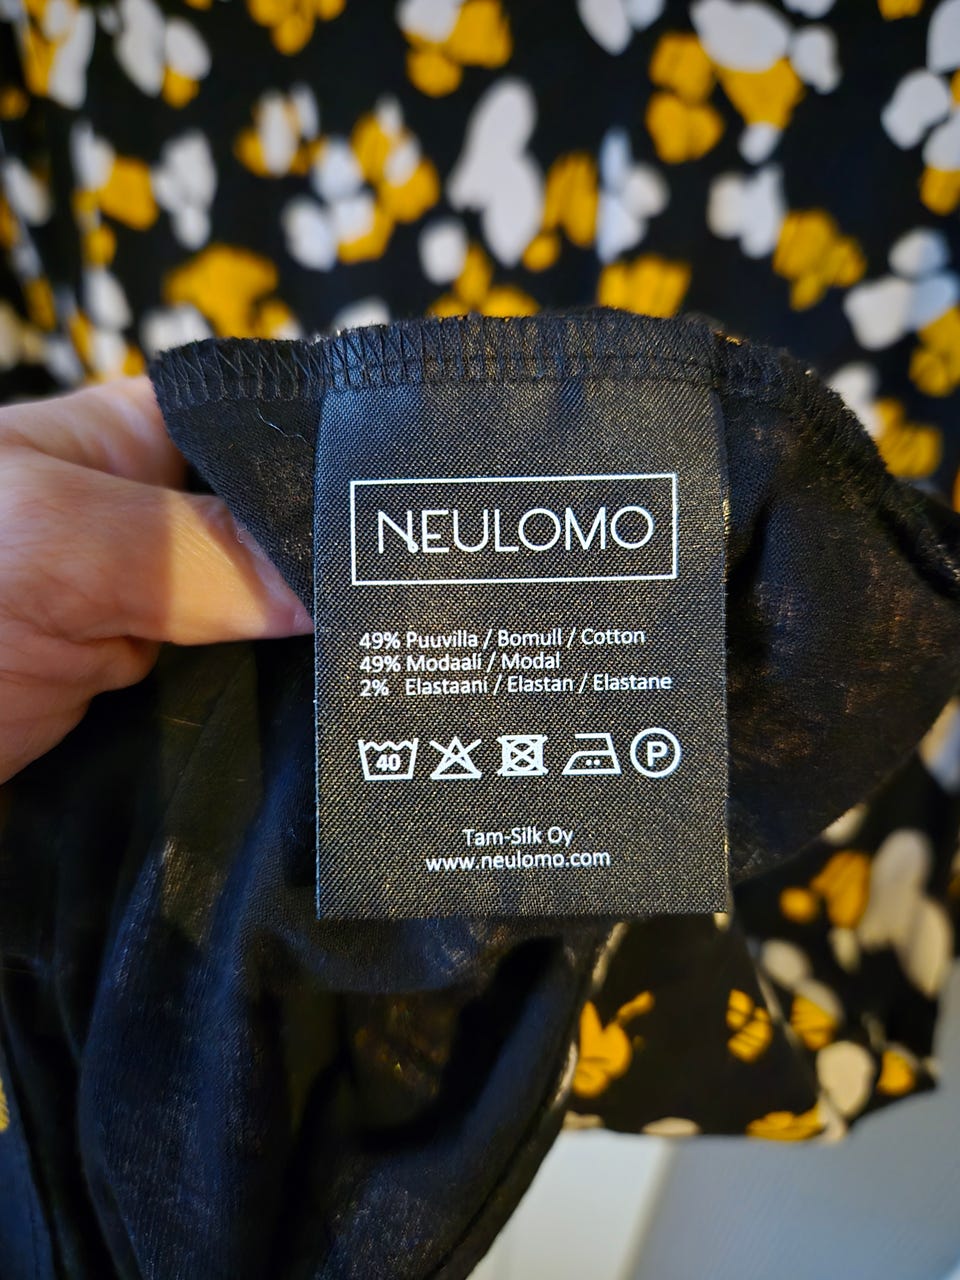 NEULOMO
49% Puuvilla / Bomull / Cotton
49% Modaali / Modal
2% Elastaani / Elastan / Elastane
40 P
Tam-Silk Oy
www.neulomo.com